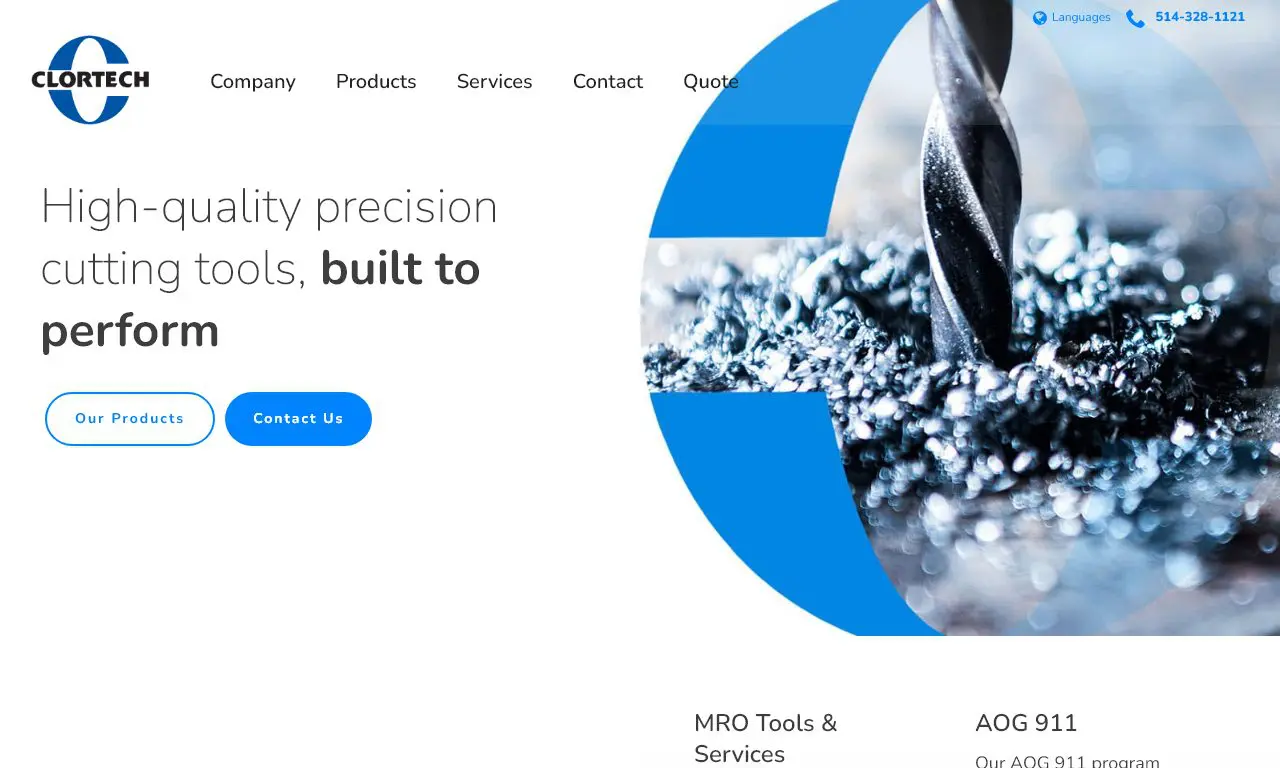 Languages
514-328-1121
CLORTECH
Company
Products
Services
Contact
Quote
High-quality precision
cutting tools, built to
perform
Our Products
Contact Us
MRO Tools &
Services
AOG 911
Our AOG 911 program